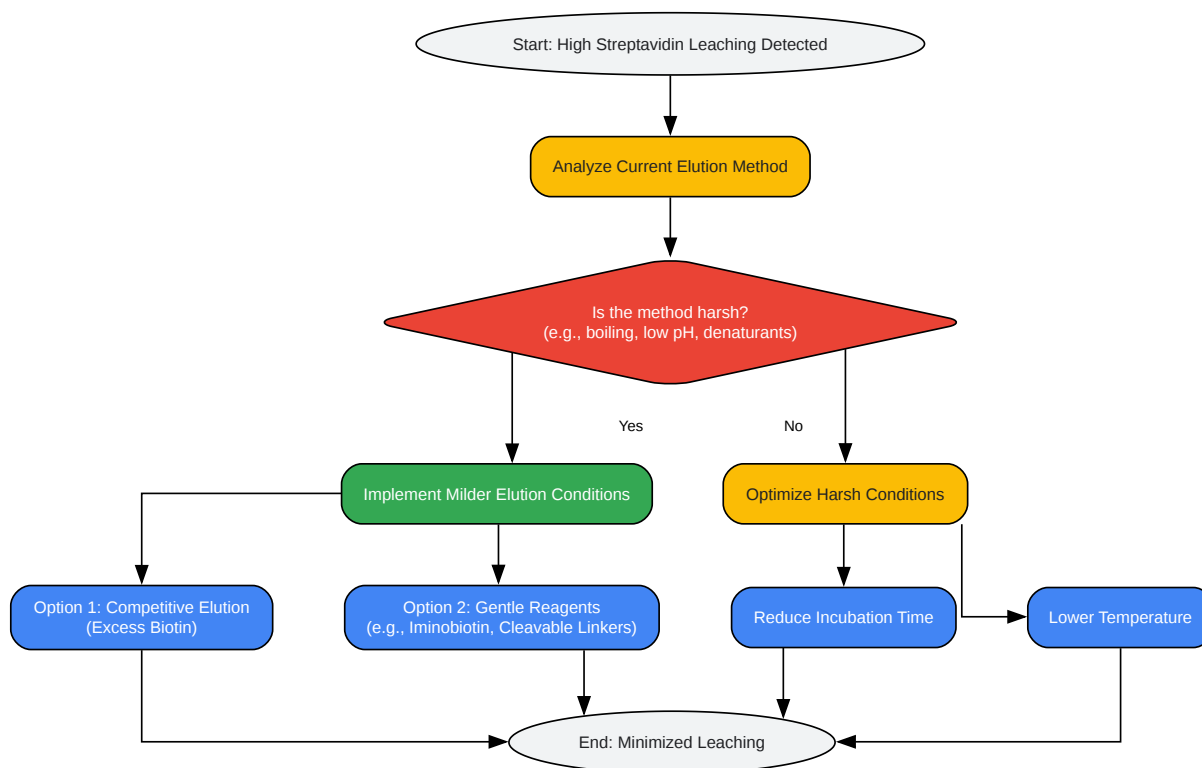 Start: High Streptavidin Leaching Detected
Analyze Current Elution Method
Is the method harsh?
(e.g., boiling, low pH, denaturants)
Yes
No
Implement Milder Elution Conditions
Optimize Harsh Conditions
Option 1: Competitive Elution
(Excess Biotin)
Option 2: Gentle Reagents
(e.g., Iminobiotin, Cleavable Linkers)
Reduce Incubation Time
Lower Temperature
End: Minimized Leaching